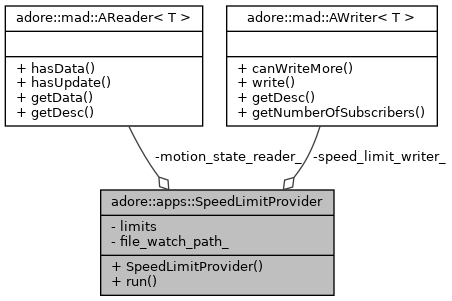 adore::mad::AReader< T >
+ hasData()
+ hasUpdate()
+ getData()
+ getDesc()
adore::mad::AWriter< T >
+ canWriteMore()
+ write()
+ getDesc()
+ getNumberOfSubscribers()
-motion_state_reader_
-speed_limit_writer_
adore::apps::SpeedLimitProvider
- limits
- file_watch_path_
+ SpeedLimitProvider()
+ run()